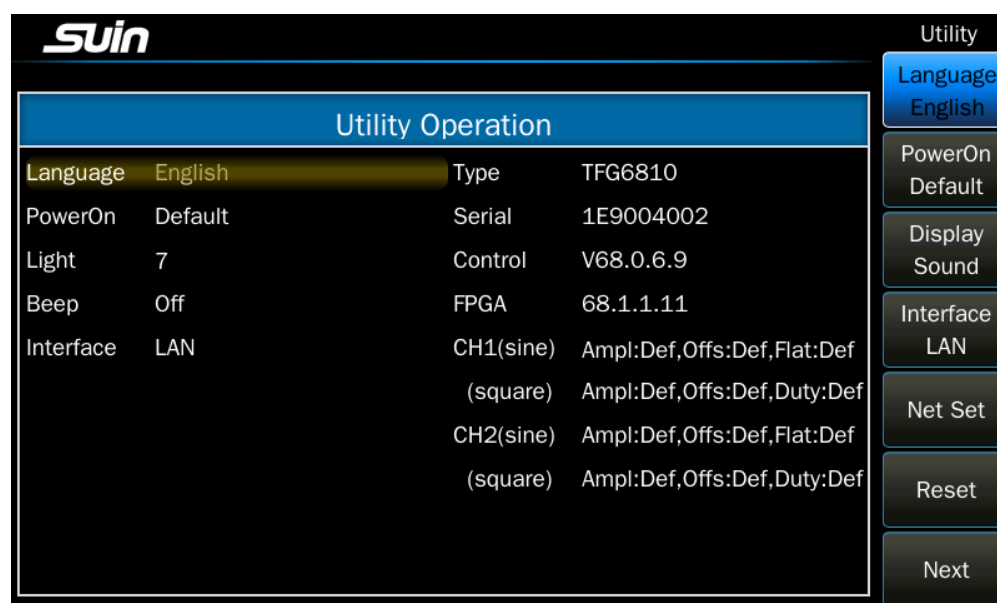 Suin
Utility
Utility Operation
Language English Type TFG6810
PowerOn Default Serial 1E9004002
Light 7 Control V68.0.6.9
Beep Off FPGA 68.1.1.11
Interface LAN CH1(sine) Ampl:Def,Offs:Def,Flat:Def
(square) Ampl:Def,Offs:Def,Duty:Def
CH2(sine) Ampl:Def,Offs:Def,Flat:Def
(square) Ampl:Def,Offs:Def,Duty:Def
Language
English
PowerOn
Default
Display
Sound
Interface
LAN
Net Set
Reset
Next